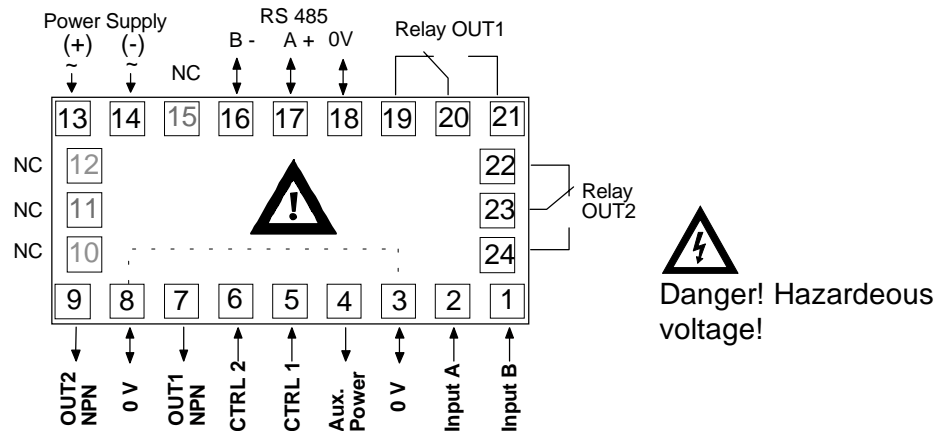 Power Supply
(+) (-)
~ ~
NC
RS 485
B - A + 0V
Relay OUT1
13 14 15 16 17 18 19 20 21
NC 12 22
NC 11 23
NC 10 24
Relay
OUT2
!
9 8 7 6 5 4 3 2 1
OUT2
NPN
0 V
OUT1
NPN
CTRL 2
CTRL 1
Aux.
Power
0 V
Input A
Input B
Danger! Hazardeous
voltage!